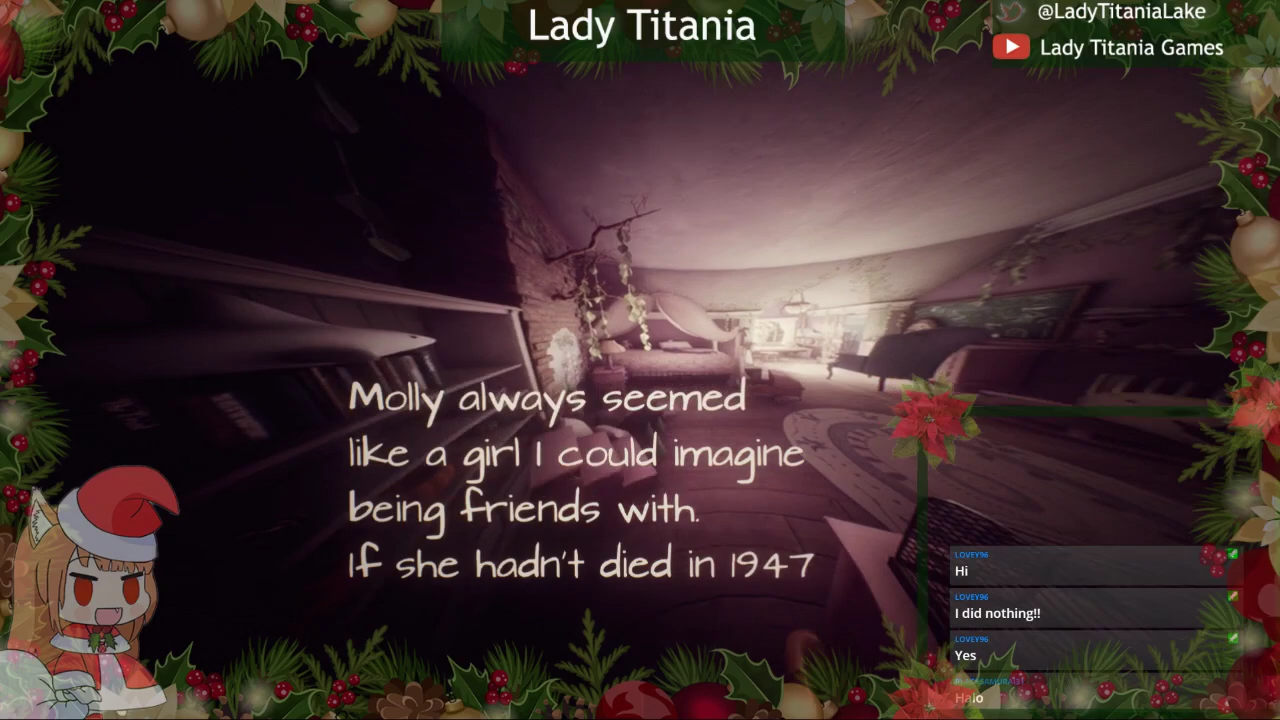 Lady Titania
@LadyTitaniaLake
Lady Titania Games
Molly always seemed
like a girl I could imagine
being friends with.
If she hadn't died in 1947
LOVEY96
Hi
LOVEY96
I did nothing!!
LOVEY96
Yes
Halo